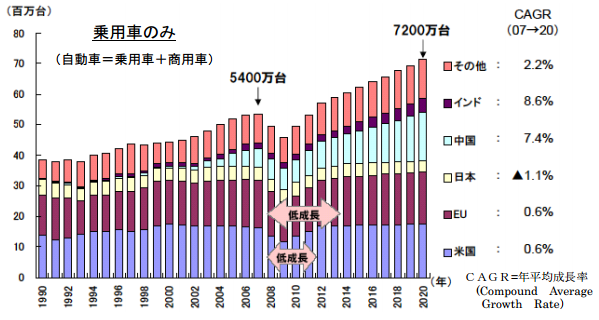 (百万台)
乗用車のみ
(自動車=乗用車+商用車)
5400万台
7200万台
CAGR
(07→20)
80
70
60
50
40
30
20
10
0
その他 : 2.2%
インド : 8.6%
中国 : 7.4%
日本 : ▲1.1%
EU : 0.6%
米国 : 0.6%
低成長
低成長
1990 1992 1993 1994 1996 1998 2000 2002 2004 2006 2008 2010 2012 2014 2016 2018 2020 (年)
CAGR=年平均成長率
(Compound Average
Growth Rate)